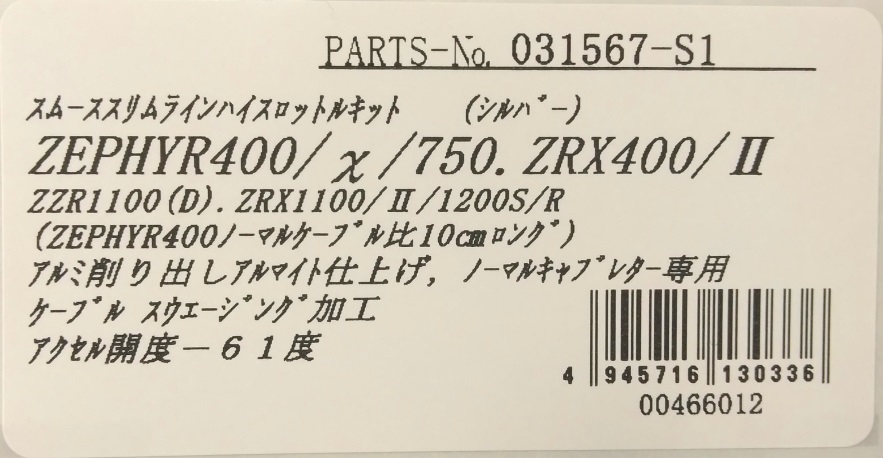 PARTS-No. 031567-S1
ｽﾑｰｽｽﾘﾑﾗｲﾝﾊｲｽﾛｯﾄﾙｷｯﾄ (ｼﾙﾊﾞｰ)
ZEPHYR400/χ/750. ZRX400/Ⅱ
ZZR1100(D). ZRX1100/Ⅱ/1200S/R
(ZEPHYR400ﾉｰﾏﾙｹｰﾌﾞﾙ比10cmﾛﾝｸﾞ)
ｱﾙﾐ削り出しｱﾙﾏｲﾄ仕上げ, ﾉｰﾏﾙｷｬﾌﾞﾚﾀｰ専用
ｹｰﾌﾞﾙ ｽｳｴｰｼﾞﾝｸﾞ加工
ｱｸｾﾙ開度－６１度
4 945716 130336
00466012